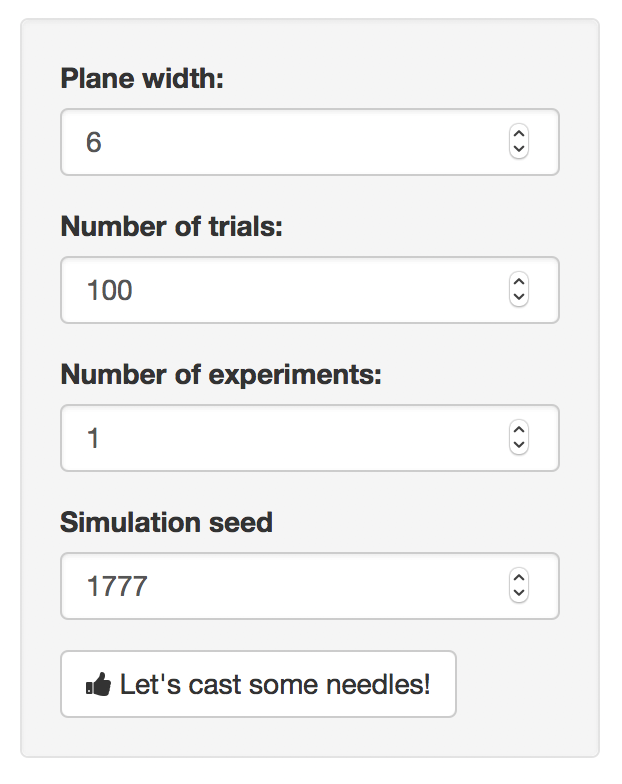 Plane width:
6
Number of trials:
100
Number of experiments:
1
Simulation seed
1777
Let's cast some needles!